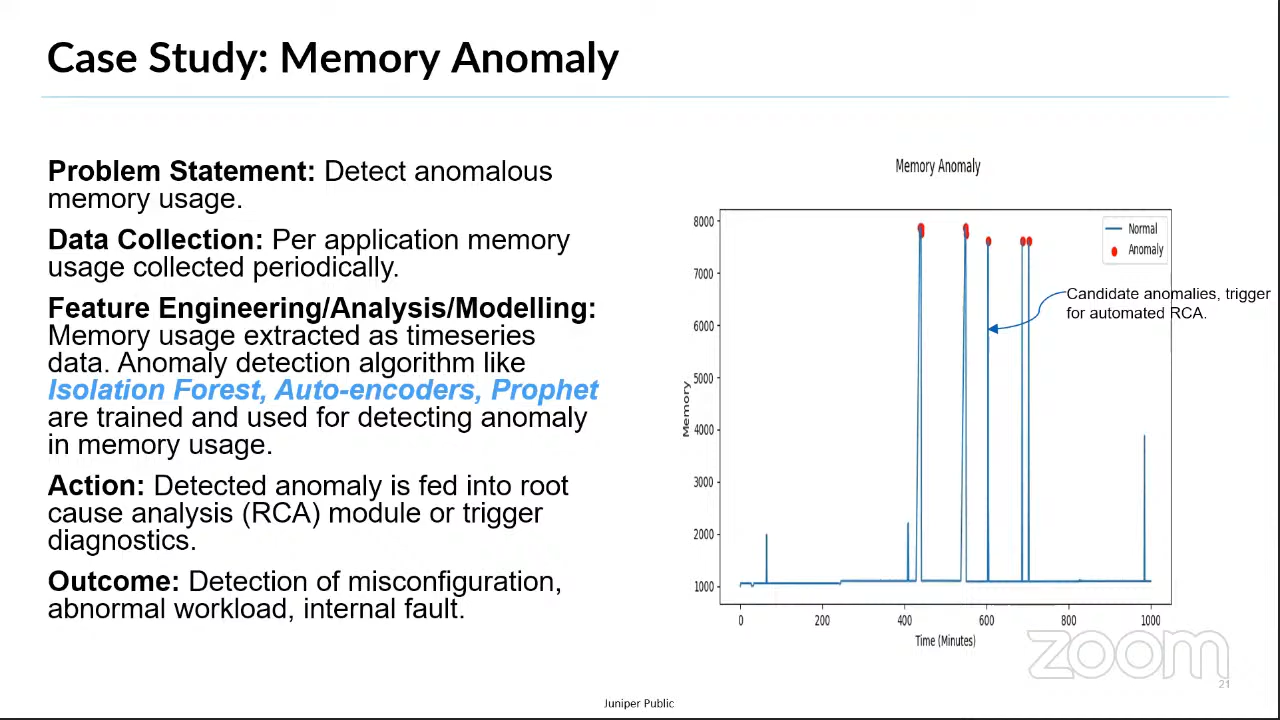 Case Study: Memory Anomaly
Problem Statement: Detect anomalous
memory usage.
Data Collection: Per application memory
usage collected periodically.
Feature Engineering/Analysis/Modelling:
Memory usage extracted as timeseries
data. Anomaly detection algorithm like
Isolation Forest, Auto-encoders, Prophet
are trained and used for detecting anomaly
in memory usage.
Action: Detected anomaly is fed into root
cause analysis (RCA) module or trigger
diagnostics.
Outcome: Detection of misconfiguration,
abnormal workload, internal fault.
Memory Anomaly
8000
7000
6000
5000
4000
3000
2000
1000
Memory
Normal
Anomaly
Candidate anomalies, trigger
for automated RCA.
0 200 400 600 800 1000
Time (Minutes)
zoom
21
Juniper Public